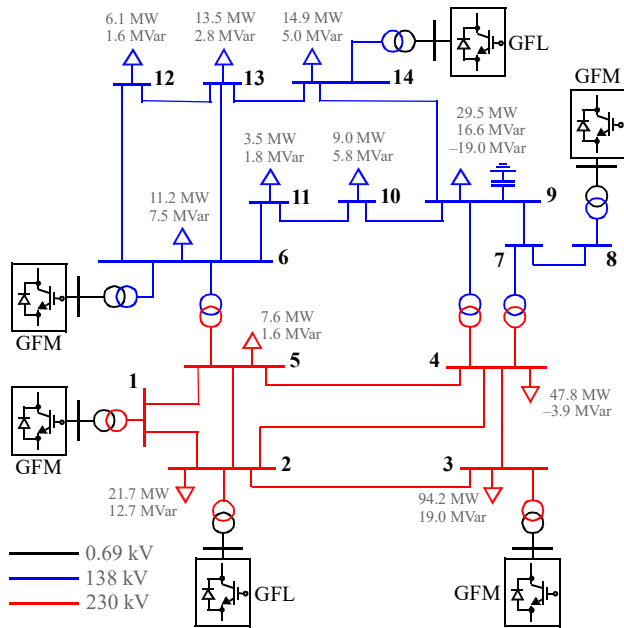 6.1 kW
1.6 MVar
13.5 MW
2.8 MVar
14.9 MW
5.0 MVar
GFL
12
13
14
GFM
29.5 MW
16.6 MVar
–19.0 MVar
3.5 MW
1.8 MVar
9.0 MW
5.8 MVar
11
10
9
11.2 MW
7.5 MVar
6
7
8
GFM
7.6 MW
1.6 MVar
5
4
1
47.8 MW
–3.9 MVar
GFM
2
3
21.7 MW
12.7 MVar
94.2 MW
19.0 MVar
0.69 kV
138 kV
230 kV
GFL
GFM